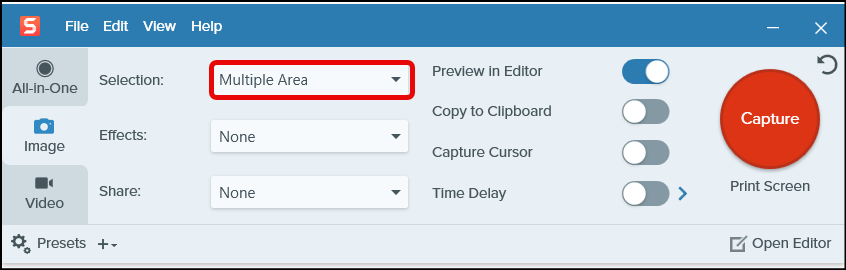 File Edit View Help
All-in-One
Image
Video
Selection: Multiple Area
Effects: None
Share: None
Preview in Editor
Copy to Clipboard
Capture Cursor
Time Delay
Capture
Print Screen
Presets
Open Editor